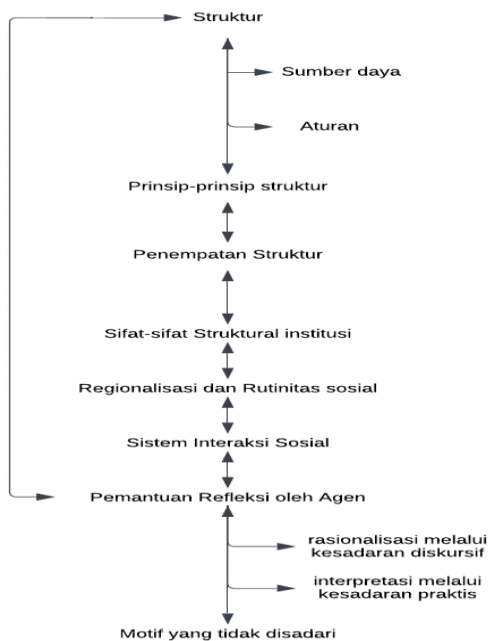 Struktur
Sumber daya
Aturan
Prinsip-prinsip struktur
Penempatan Struktur
Sifat-sifat Struktural institusi
Regionalisasi dan Rutinitas sosial
Sistem Interaksi Sosial
Pemantuan Refleksi oleh Agen
rasionalisasi melalui
kesadaran diskursif
interpretasi melalui
kesadaran praktis
Motif yang tidak disadari